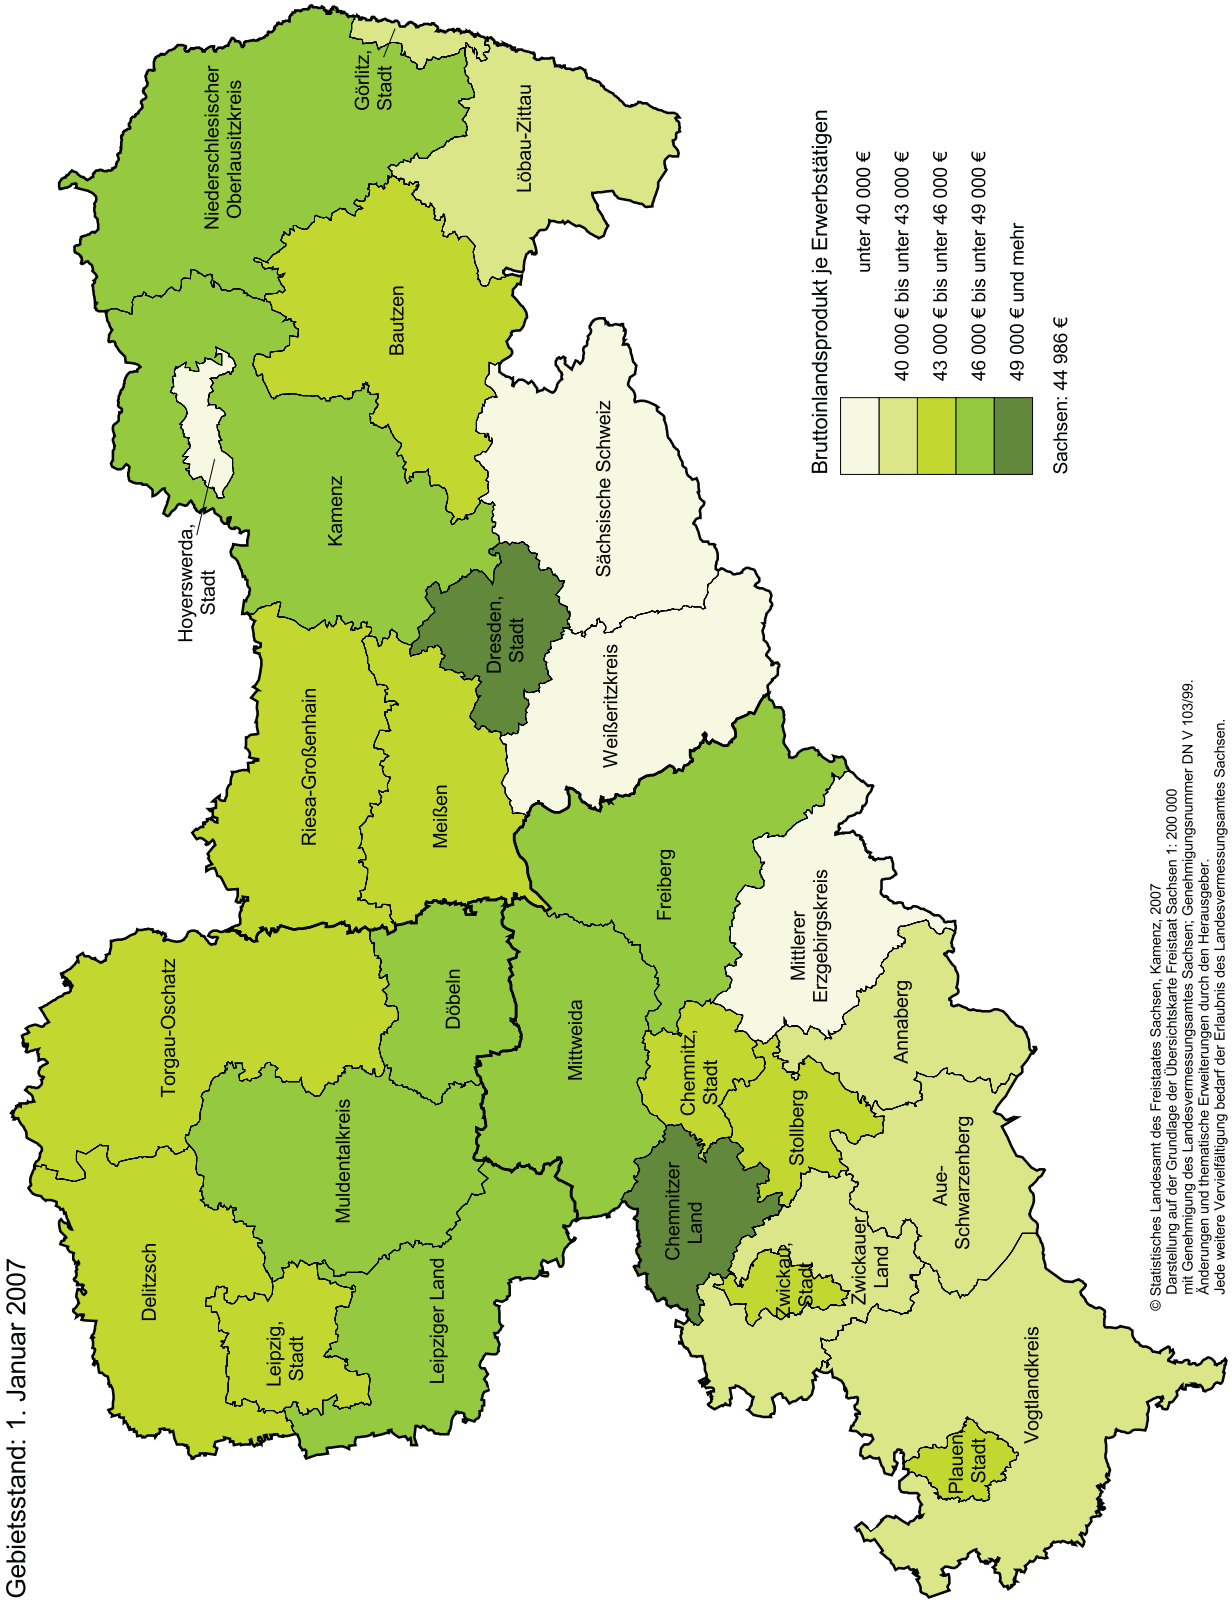 Gebietsstand: 1. Januar 2007
Torgau-Oschatz
Delitzsch
Leipzig,
Stadt
Muldentalkreis
Leipziger Land
Döbeln
Riesa-Großenhain
Meißen
Hoyerswerda,
Stadt
Kamenz
Niederschlesischer
Oberlausitzkreis
Görlitz,
Stadt
Bautzen
Löbau-Zittau
Dresden,
Stadt
Sächsische Schweiz
Weißeritzkreis
Mittweida
Freiberg
Chemnitz,
Stadt
Chemnitzer
Land
Stollberg
Mittlerer
Erzgebirgskreis
Annaberg
Zwickau,
Stadt
Zwickauer
Land
Aue-
Schwarzenberg
Plauen,
Stadt
Vogtlandkreis
Bruttoinlandsprodukt je Erwerbstätigen
unter 40 000 €
40 000 € bis unter 43 000 €
43 000 € bis unter 46 000 €
46 000 € bis unter 49 000 €
49 000 € und mehr
Sachsen: 44 986 €
© Statistisches Landesamt des Freistaates Sachsen, Kamenz, 2007
Darstellung auf der Grundlage der Übersichtskarte Freistaat Sachsen 1: 200 000
mit Genehmigung des Landesvermessungsamtes Sachsen; Genehmigungsnummer DN V 103/99.
Änderungen und thematische Erweiterungen durch den Herausgeber.
Jede weitere Vervielfältigung bedarf der Erlaubnis des Landesvermessungsamtes Sachsen.